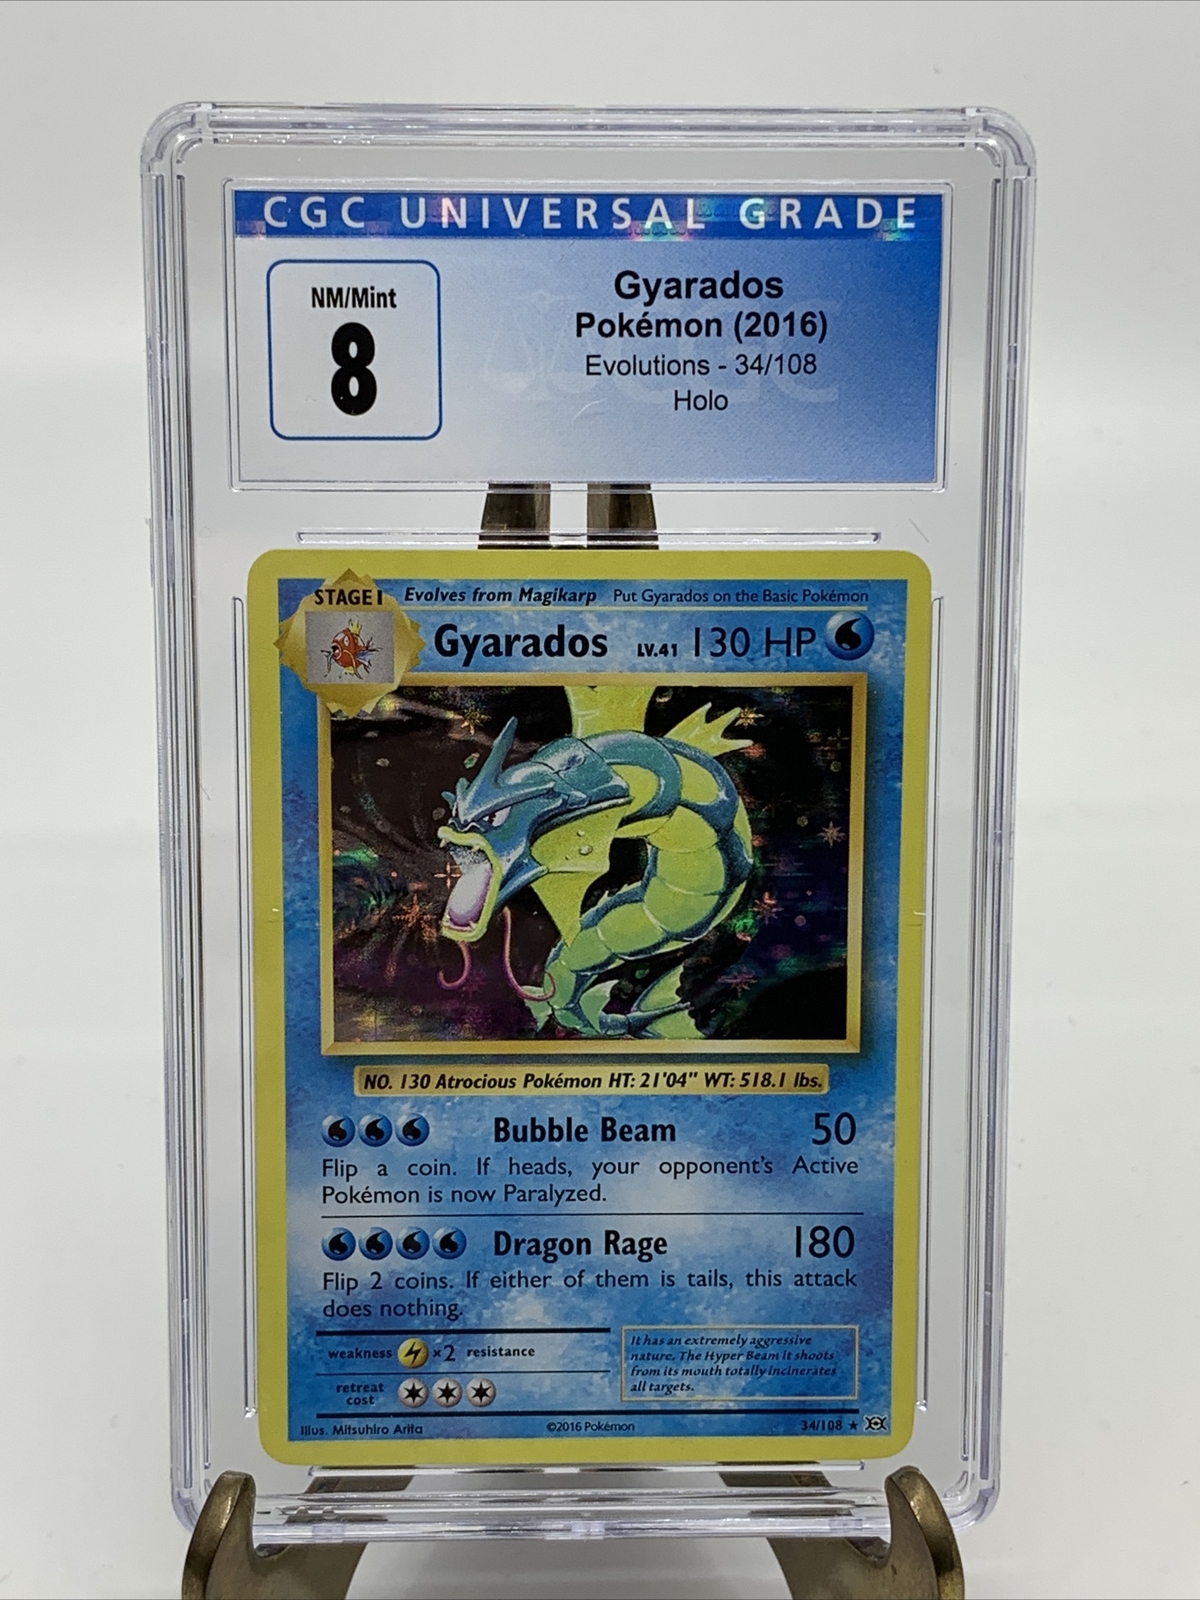 CGC UNIVERSAL GRADE
NM/Mint
8
Gyarados
Pokémon (2016)
Evolutions - 34/108
Holo
STAGE 1 Evolves from Magikarp Put Gyarados on the Basic Pokémon
Gyarados LV.41 130 HP
NO. 130 Atrocious Pokémon HT: 21'04" WT: 518.1 lbs.
Bubble Beam 50
Flip a coin. If heads, your opponent's Active
Pokémon is now Paralyzed.
Dragon Rage 180
Flip 2 coins. If either of them is tails, this attack
does nothing.
weakness ×2 resistance
retreat
cost
It has an extremely aggressive
nature. The Hyper Beam it shoots
from its mouth totally incinerates
all targets.
Illus. Mitsuhiro Arita ©2016 Pokémon 34/108 ★